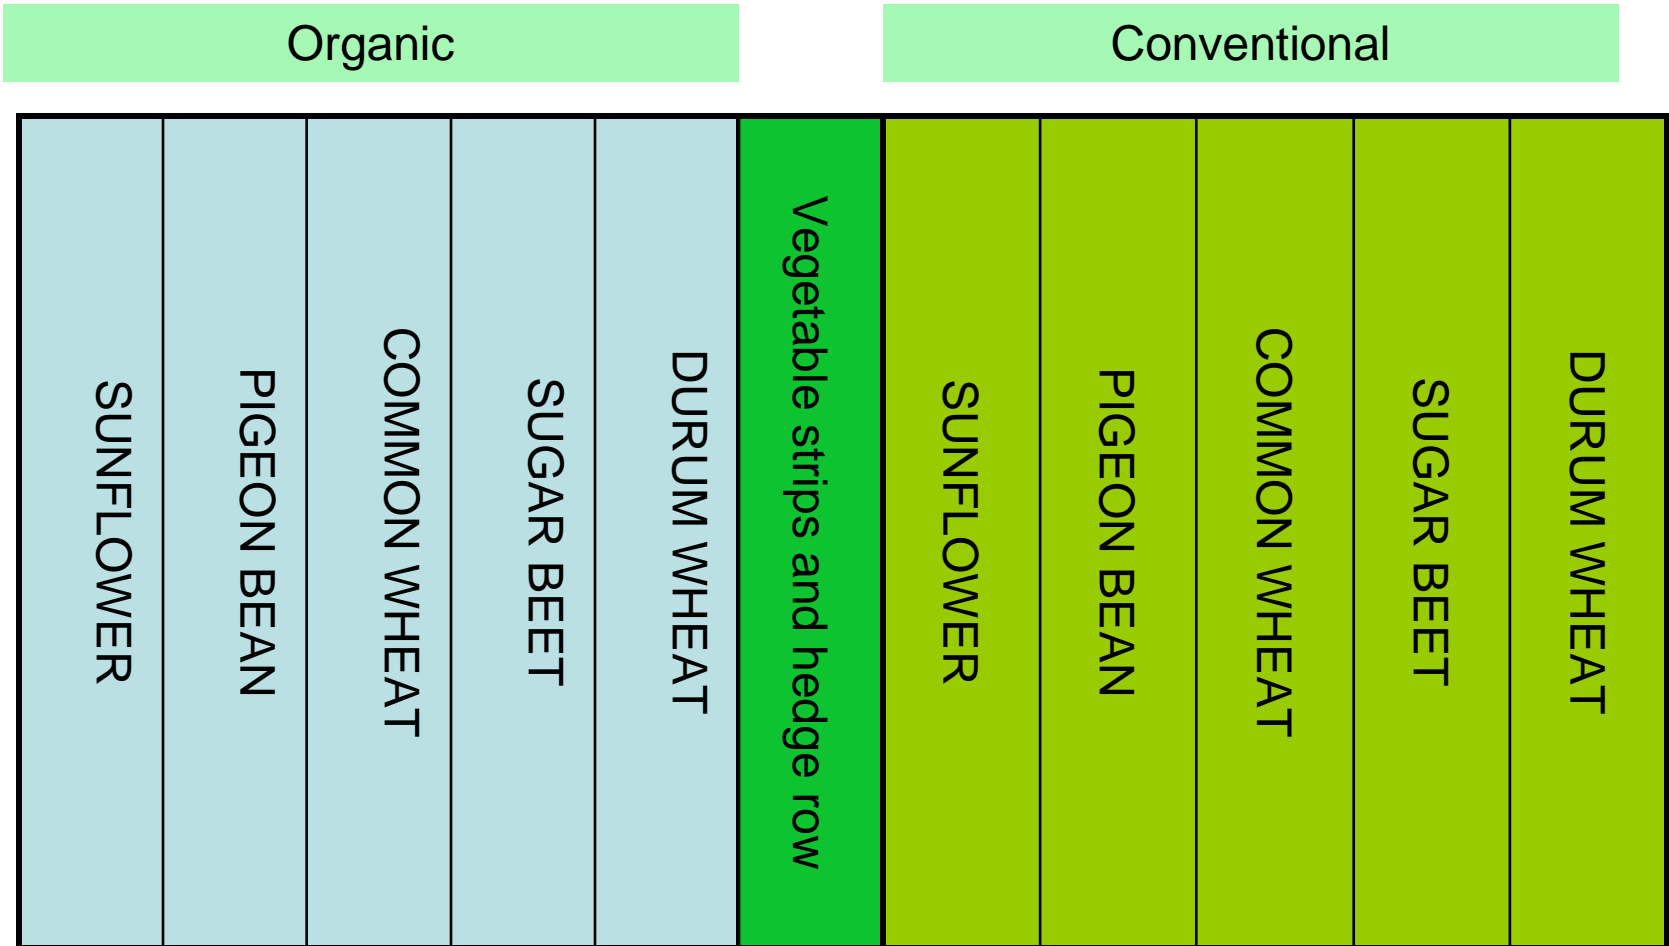 Organic
Conventional
SUNFLOWER
PIGEON BEAN
COMMON WHEAT
SUGAR BEET
DURUM WHEAT
Vegetable strips and hedge row
SUNFLOWER
PIGEON BEAN
COMMON WHEAT
SUGAR BEET
DURUM WHEAT